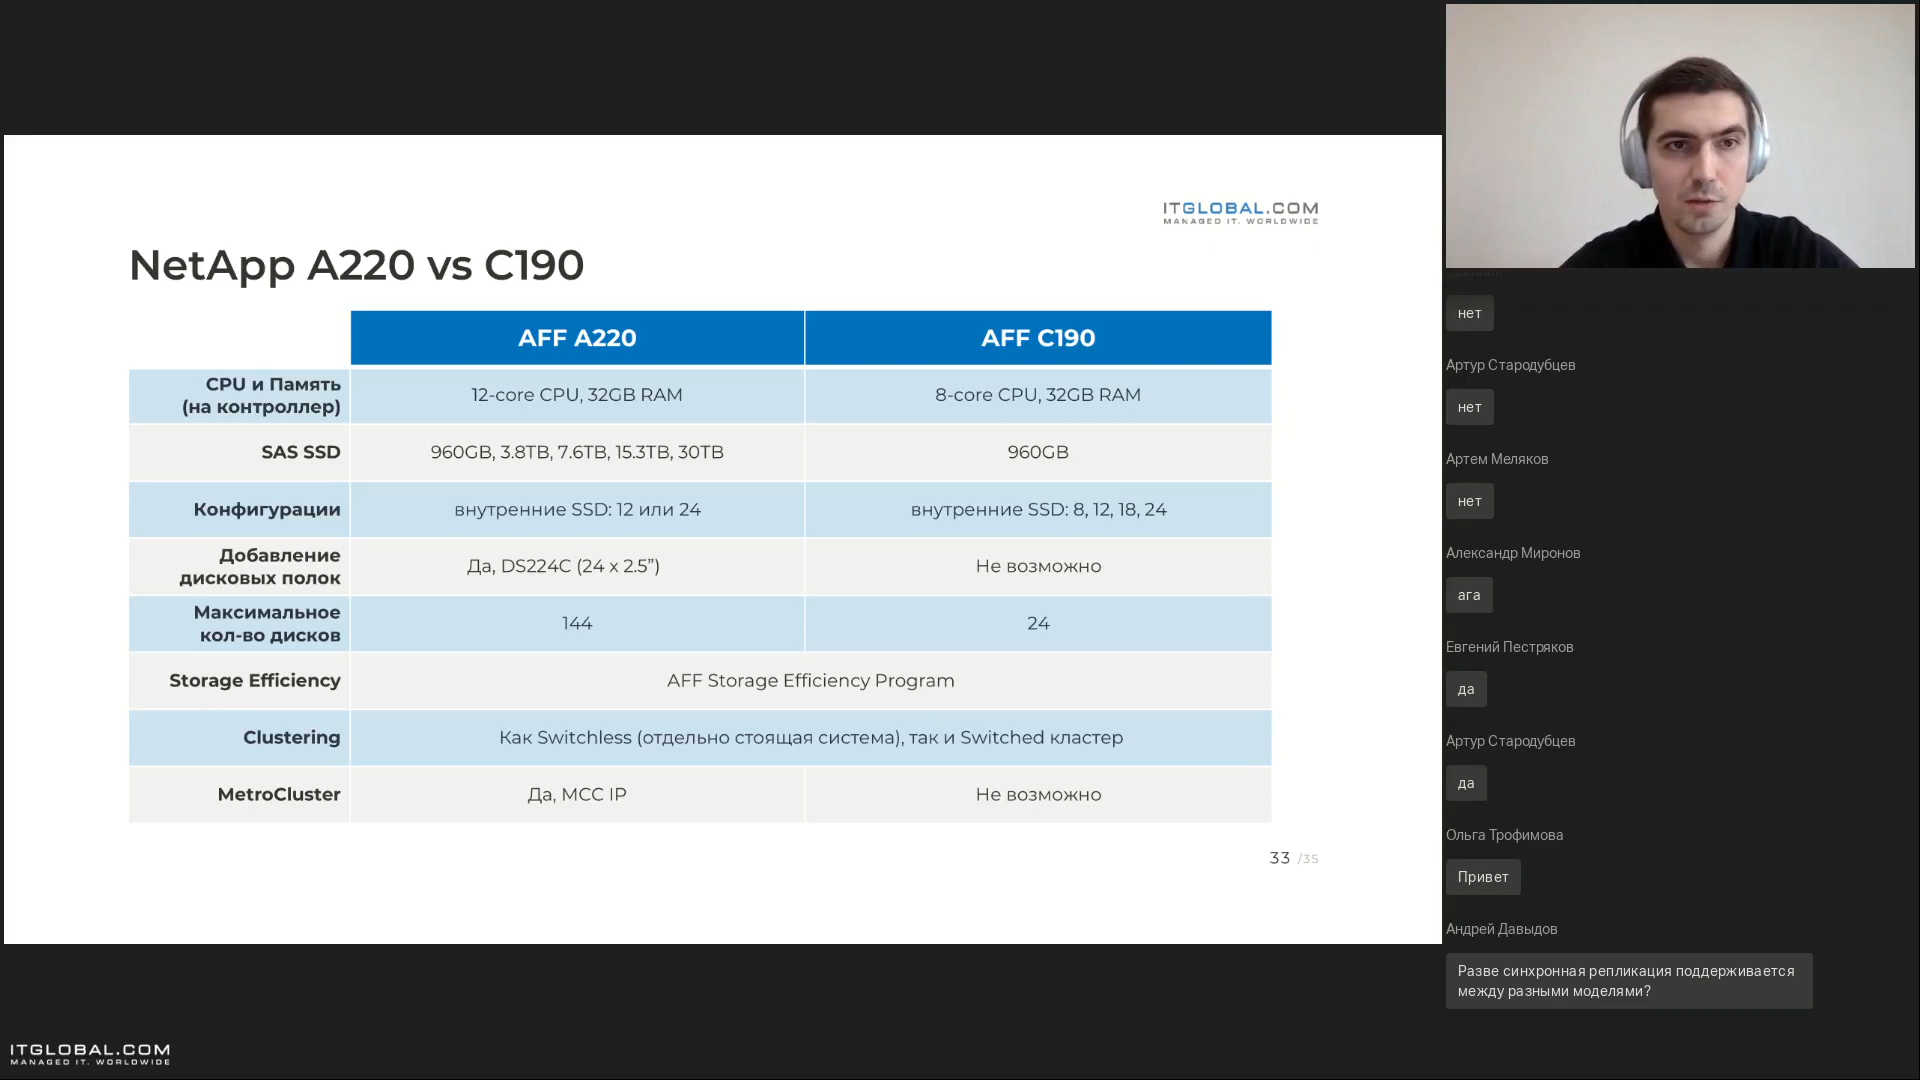 ITGLOBAL.COM
MANAGED IT. WORLDWIDE
NetApp A220 vs C190
AFF A220
AFF C190
CPU и Память
(на контроллер)
12-core CPU, 32GB RAM
8-core CPU, 32GB RAM
SAS SSD
960GB, 3.8TB, 7.6TB, 15.3TB, 30TB
960GB
Конфигурации
внутренние SSD: 12 или 24
внутренние SSD: 8, 12, 18, 24
Добавление
дисковых полок
Да, DS224C (24 x 2.5”)
Не возможно
Максимальное
кол-во дисков
144
24
Storage Efficiency
AFF Storage Efficiency Program
Clustering
Как Switchless (отдельно стоящая система), так и Switched кластер
MetroCluster
Да, MCC IP
Не возможно
33 /35
ITGLOBAL.COM
MANAGED IT. WORLDWIDE
нет
Артур Стародубцев
нет
Артем Меляков
нет
Александр Миронов
ага
Евгений Пестряков
да
Артур Стародубцев
да
Ольга Трофимова
Привет
Андрей Давыдов
Разве синхронная репликация поддерживается
между разными моделями?